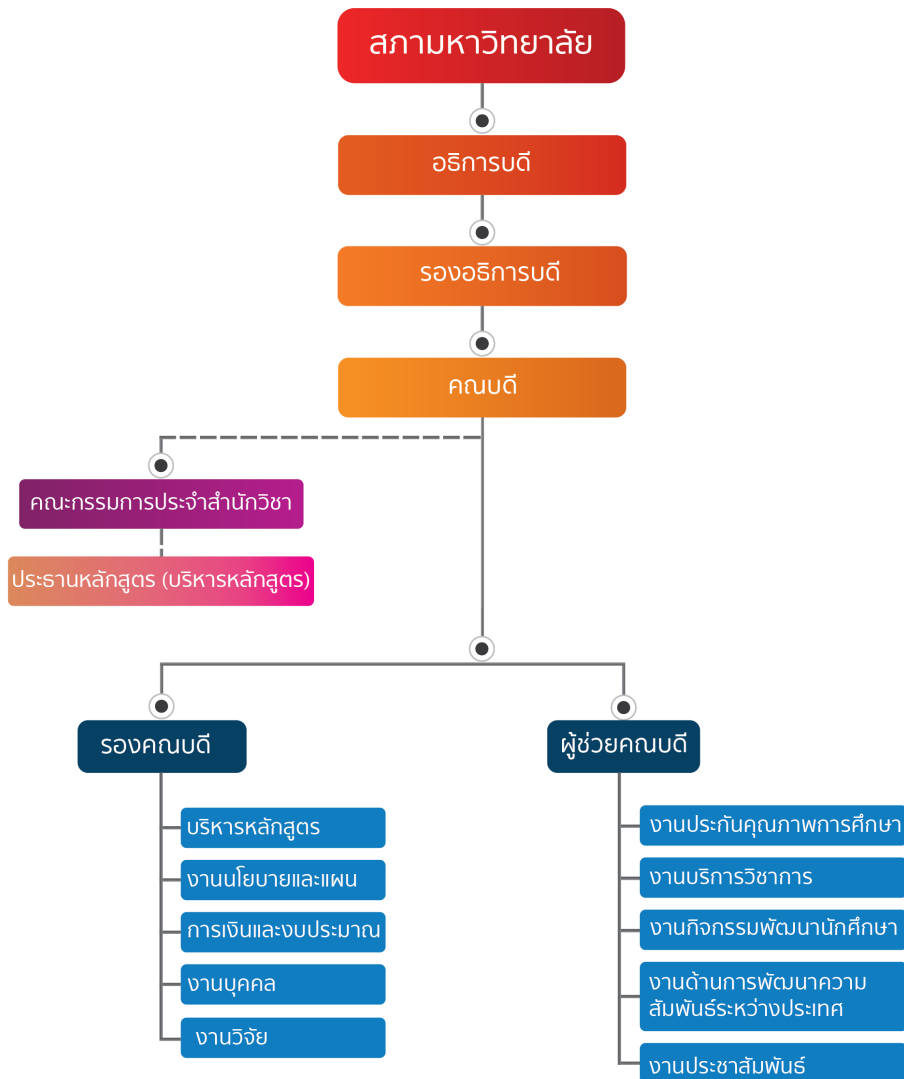 สภามหาวิทยาลัย
อธิการบดี
รองอธิการบดี
คณบดี
คณะกรรมการประจำสำนักวิชา
ประธานหลักสูตร (บริหารหลักสูตร)
รองคณบดี
บริหารหลักสูตร
งานนโยบายและแผน
การเงินและงบประมาณ
งานบุคคล
งานวิจัย
ผู้ช่วยคณบดี
งานประกันคุณภาพการศึกษา
งานบริการวิชาการ
งานกิจกรรมพัฒนานักศึกษา
งานด้านการพัฒนาความ
สัมพันธ์ระหว่างประเทศ
งานประชาสัมพันธ์